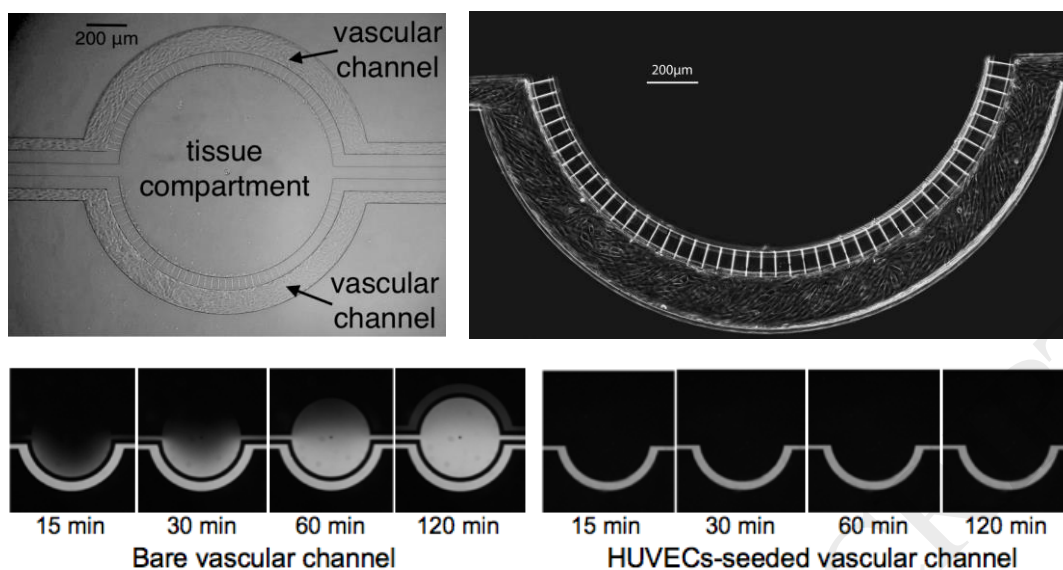 200 µm
vascular
channel
tissue
compartment
vascular
channel
200µm
15 min
30 min
60 min
120 min
Bare vascular channel
15 min
30 min
60 min
120 min
HUVECs-seeded vascular channel